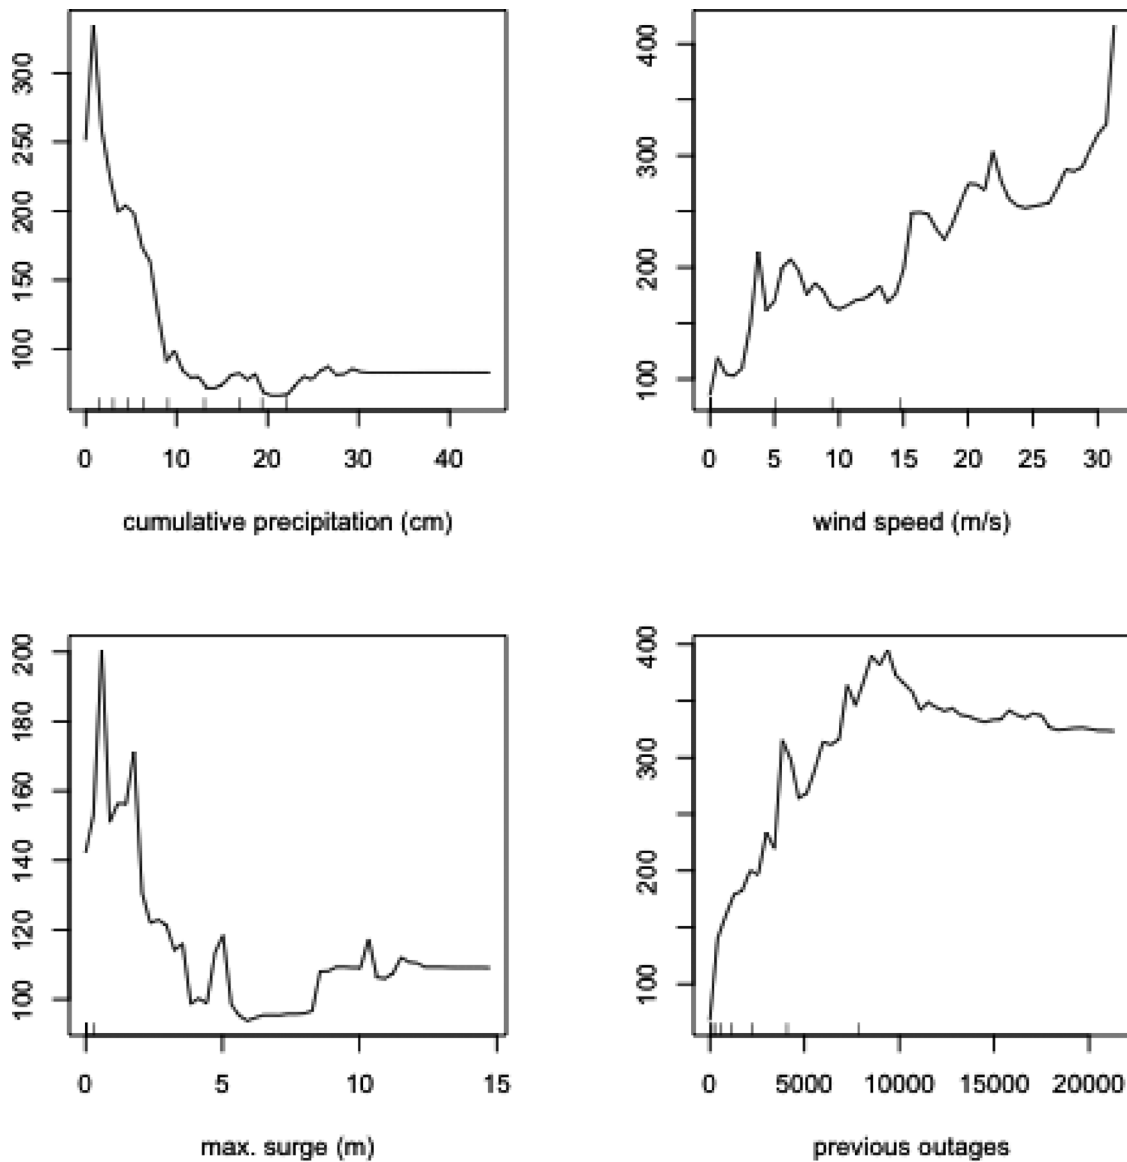 300
250
200
150
100
0 10 20 30 40
cumulative precipitation (cm)
400
300
200
100
0 5 10 15 20 25 30
wind speed (m/s)
200
180
160
140
120
100
0 5 10 15
max. surge (m)
400
300
200
100
0 5000 10000 15000 20000
previous outages